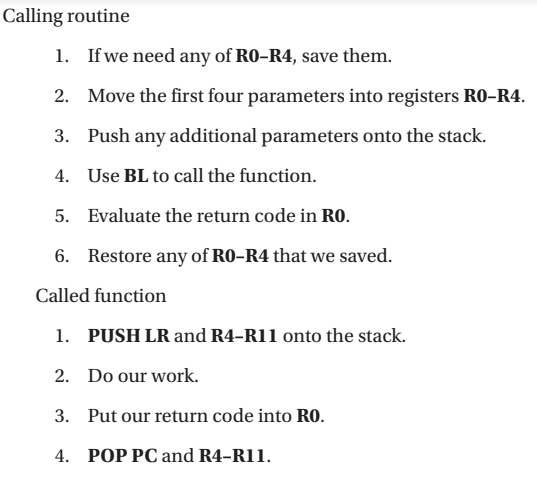 Calling routine
1. If we need any of R0–R4, save them.
2. Move the first four parameters into registers R0–R4.
3. Push any additional parameters onto the stack.
4. Use BL to call the function.
5. Evaluate the return code in R0.
6. Restore any of R0–R4 that we saved.
Called function
1. PUSH LR and R4–R11 onto the stack.
2. Do our work.
3. Put our return code into R0.
4. POP PC and R4–R11.